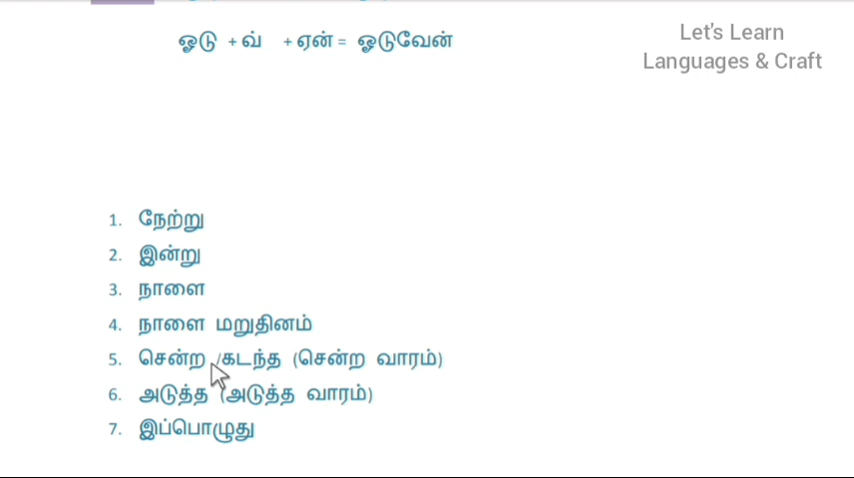 ஓடு + வ் + ஏன் = ஓடுவேன்
Let's Learn
Languages & Craft
1. நேற்று
2. இன்று
3. நாளை
4. நாளை மறுதினம்
5. சென்ற /கடந்த (சென்ற வாரம்)
6. அடுத்த (அடுத்த வாரம்)
7. இப்பொழுது